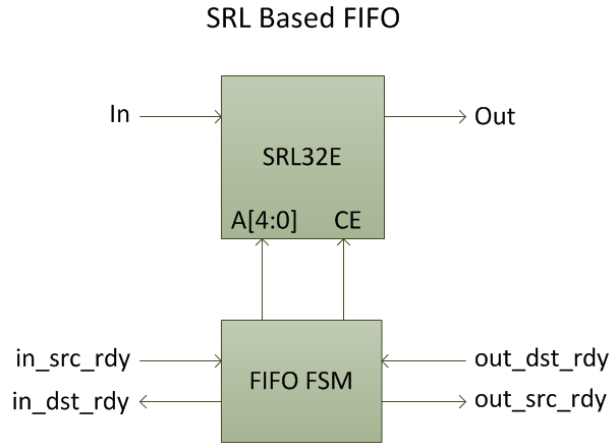 SRL Based FIFO
In
Out
SRL32E
A[4:0] CE
in_src_rdy
out_dst_rdy
FIFO FSM
in_dst_rdy
out_src_rdy